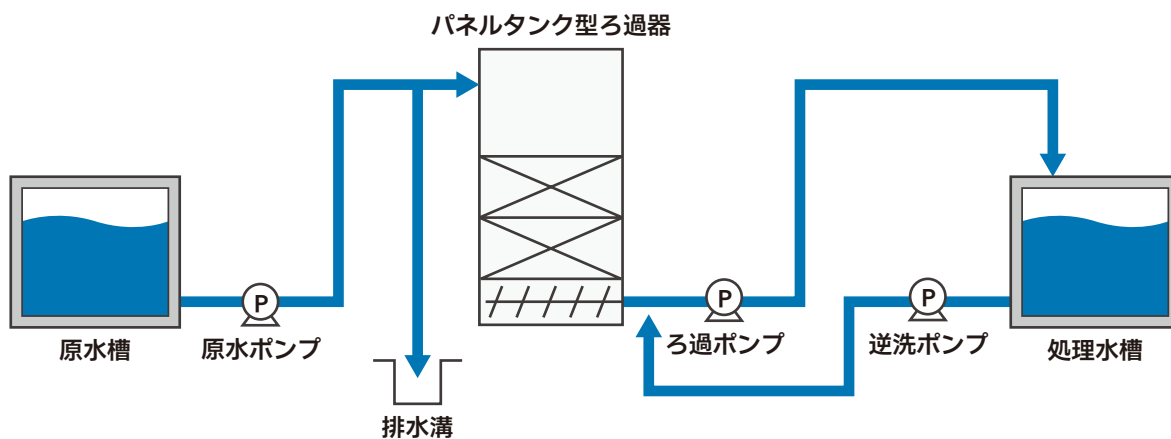 パネルタンク型ろ過器
P
P
P
原水槽
原水ポンプ
ろ過ポンプ
逆洗ポンプ
処理水槽
排水溝